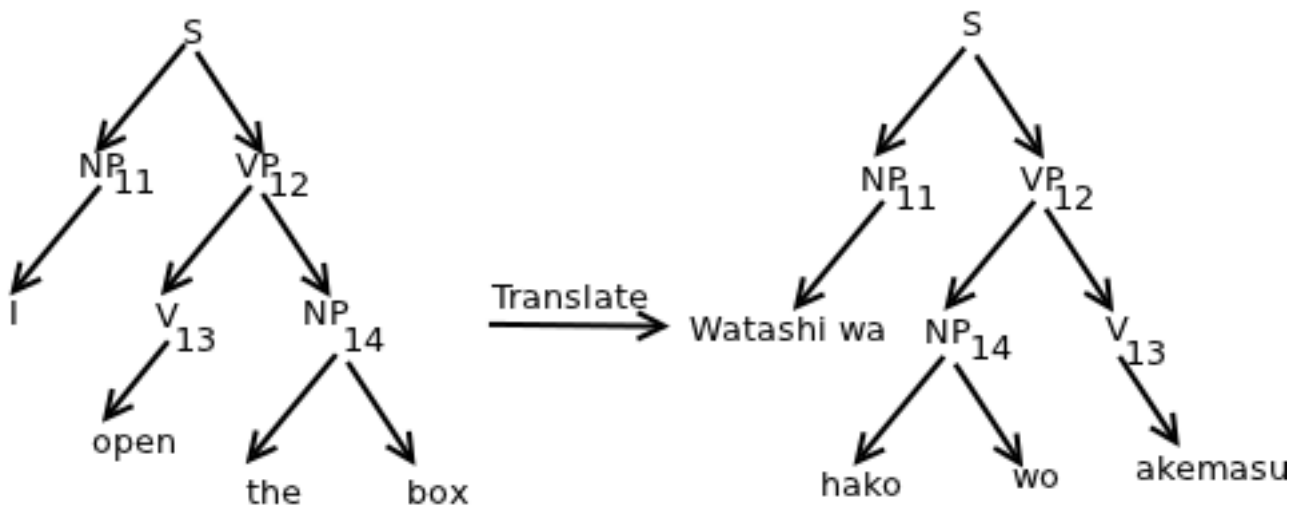 S S
NP11 VP12 NP11 VP12
I V13 NP14 Translate Watashi wa NP14 V13
open the box hako wo akemasu